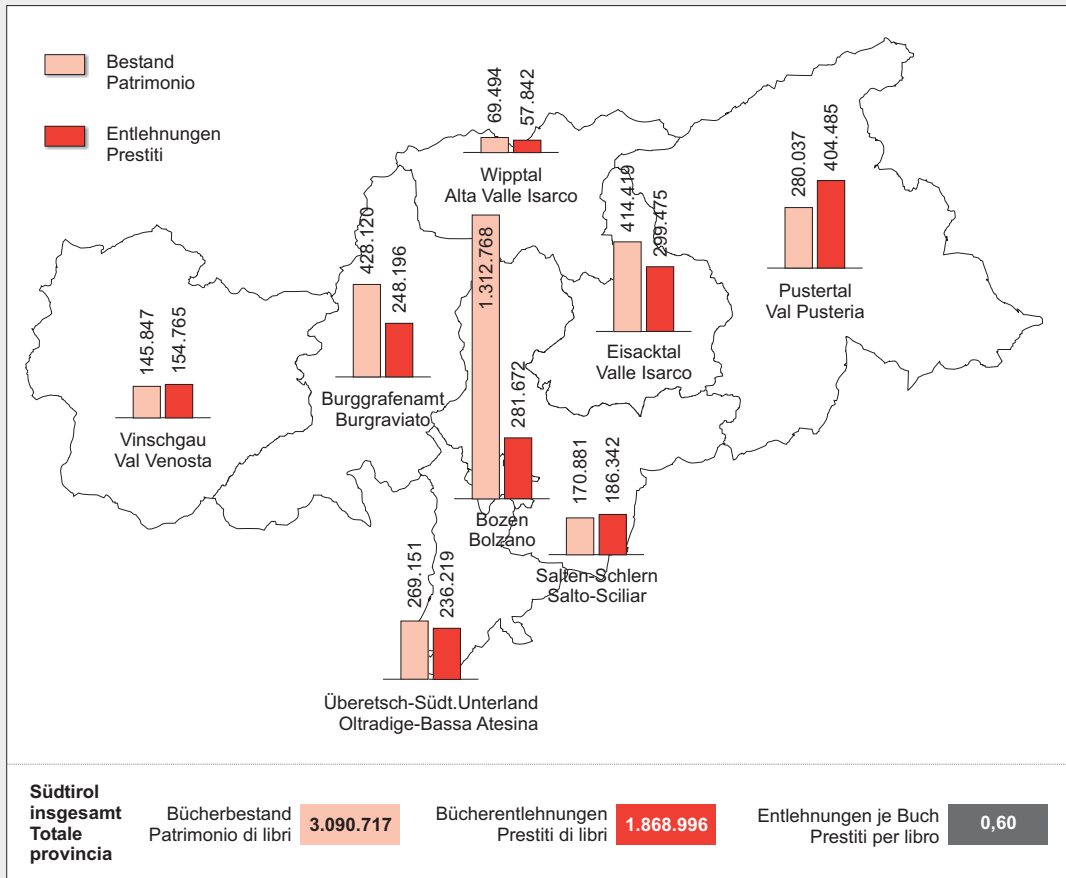 Bestand
Patrimonio
Entlehnungen
Prestiti
69.494
57.842
Wipptal
Alta Valle Isarco
280.037
404.485
Pustertal
Val Pusteria
414.419
299.475
Eisacktal
Valle Isarco
428.120
248.196
Burggrafenamt
Burgraviato
1.312.768
281.672
Bozen
Bolzano
145.847
154.765
Vinschgau
Val Venosta
170.881
186.342
Salten-Schlern
Salto-Sciliar
269.151
236.219
Überetsch-Südt.Unterland
Oltradige-Bassa Atesina
Südtirol
insgesamt
Totale
provincia
Bücherbestand
Patrimonio di libri
3.090.717
Bücherentlehnungen
Prestiti di libri
1.868.996
Entlehnungen je Buch
Prestiti per libro
0,60